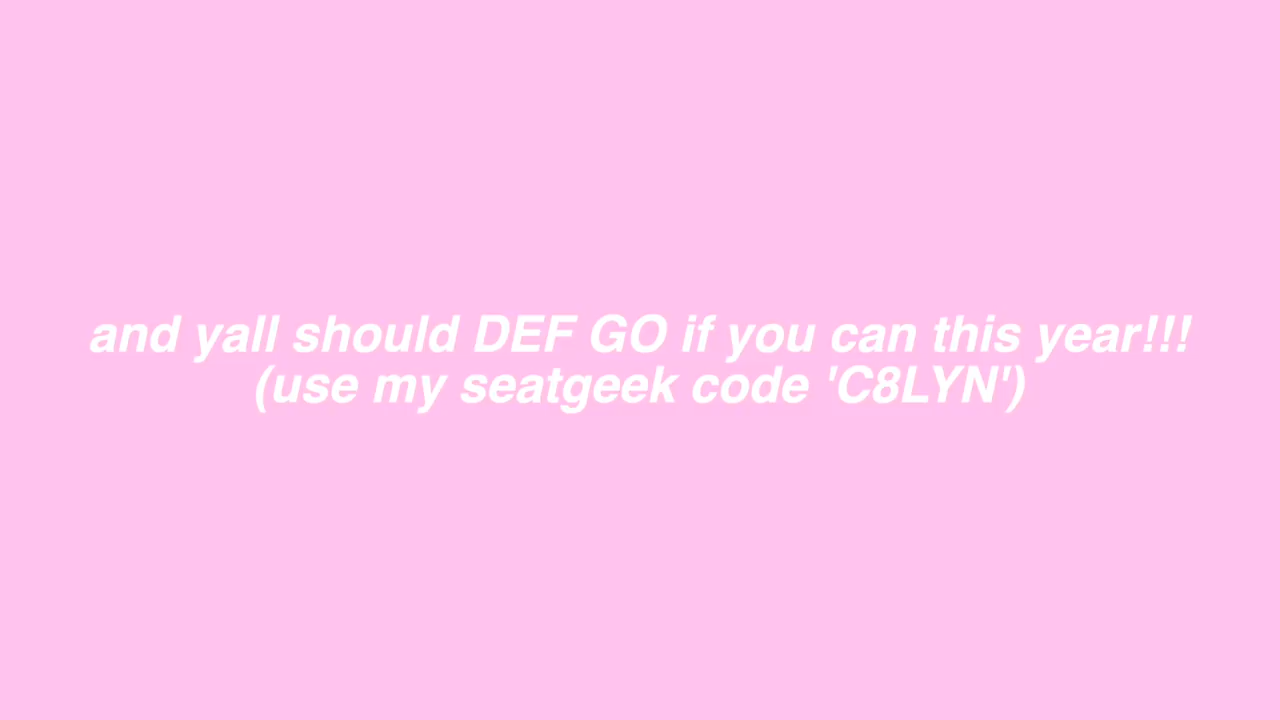 and yall should DEF GO if you can this year!!!
(use my seatgeek code 'C8LYN')